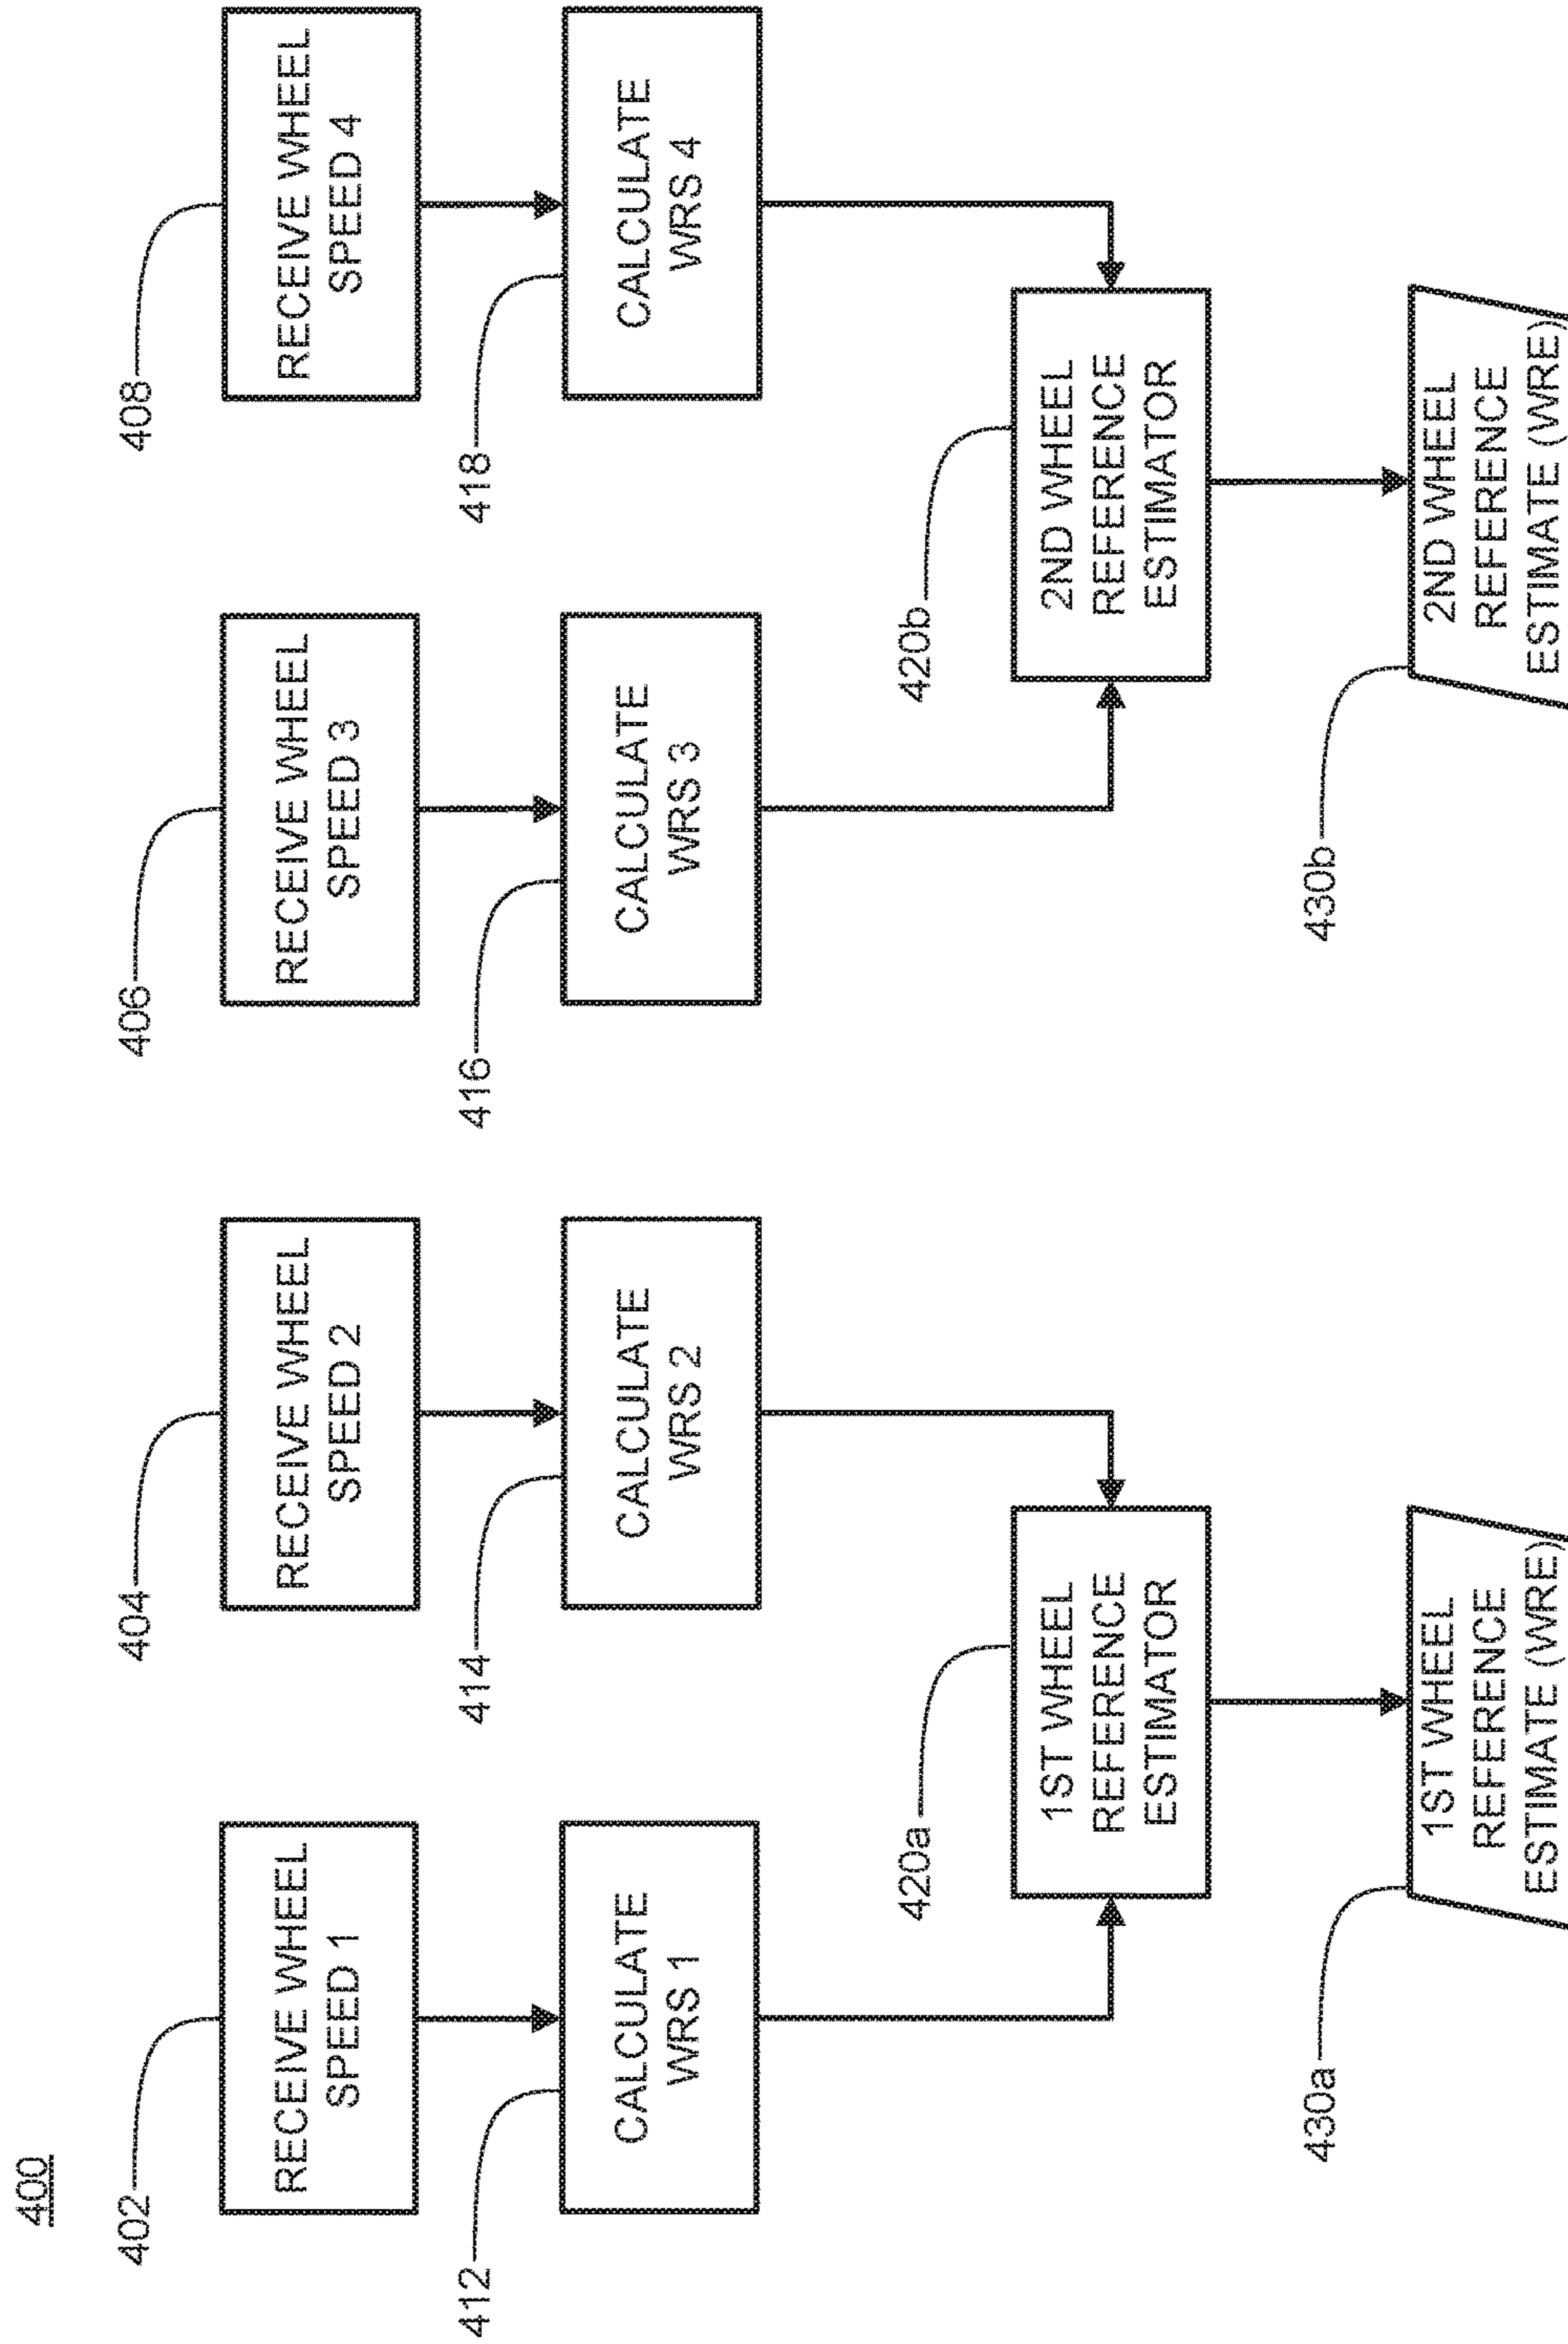 400
402
RECEIVE WHEEL
SPEED 1
404
RECEIVE WHEEL
SPEED 2
406
RECEIVE WHEEL
SPEED 3
408
RECEIVE WHEEL
SPEED 4
412
CALCULATE
WRS 1
414
CALCULATE
WRS 2
416
CALCULATE
WRS 3
418
CALCULATE
WRS 4
420a
1ST WHEEL
REFERENCE
ESTIMATOR
420b
2ND WHEEL
REFERENCE
ESTIMATOR
430a
1ST WHEEL
REFERENCE
ESTIMATE (WRE)
430b
2ND WHEEL
REFERENCE
ESTIMATE (WRE)